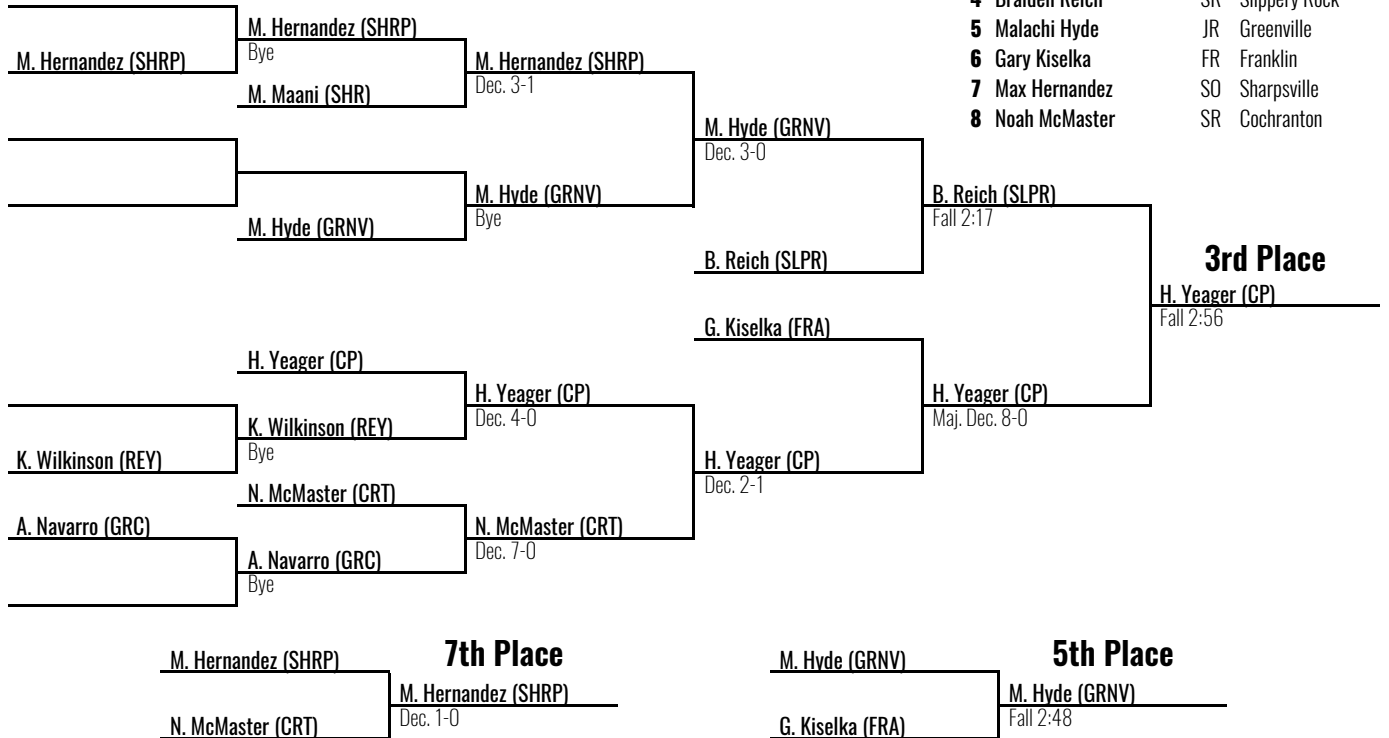 4 Braiden Reich SR Slippery Rock
M. Hernandez (SHRP)
Bye
5 Malachi Hyde JR Greenville
M. Hernandez (SHRP)
M. Hernandez (SHRP)
Dec. 3-1
6 Gary Kiselka FR Franklin
M. Maani (SHR)
7 Max Hernandez SO Sharpsville
8 Noah McMaster SR Cochranton
M. Hyde (GRNV)
Dec. 3-0
M. Hyde (GRNV)
Bye
B. Reich (SLPR)
Fall 2:17
M. Hyde (GRNV)
B. Reich (SLPR)
3rd Place
H. Yeager (CP)
Fall 2:56
G. Kiselka (FRA)
H. Yeager (CP)
H. Yeager (CP)
Dec. 4-0
H. Yeager (CP)
Maj. Dec. 8-0
K. Wilkinson (REY)
Bye
K. Wilkinson (REY)
H. Yeager (CP)
Dec. 2-1
N. McMaster (CRT)
A. Navarro (GRC)
N. McMaster (CRT)
Dec. 7-0
A. Navarro (GRC)
Bye
7th Place
M. Hernandez (SHRP)
M. Hernandez (SHRP)
Dec. 1-0
N. McMaster (CRT)
5th Place
M. Hyde (GRNV)
M. Hyde (GRNV)
Fall 2:48
G. Kiselka (FRA)